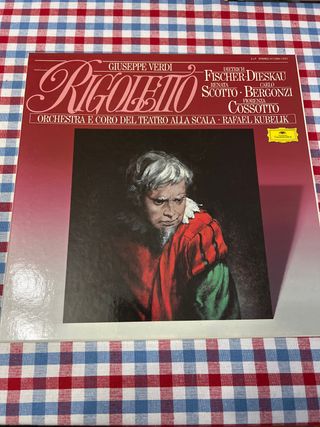 GIUSEPPE VERDI
RIGOLETTO
DIETRICH
FISCHER-DIESKAU
RENATA CARLO
SCOTTO · BERGONZI
FIORENZA
COSSOTTO
ORCHESTRA E CORO DEL TEATRO ALLA SCALA · RAFAEL KUBELIK